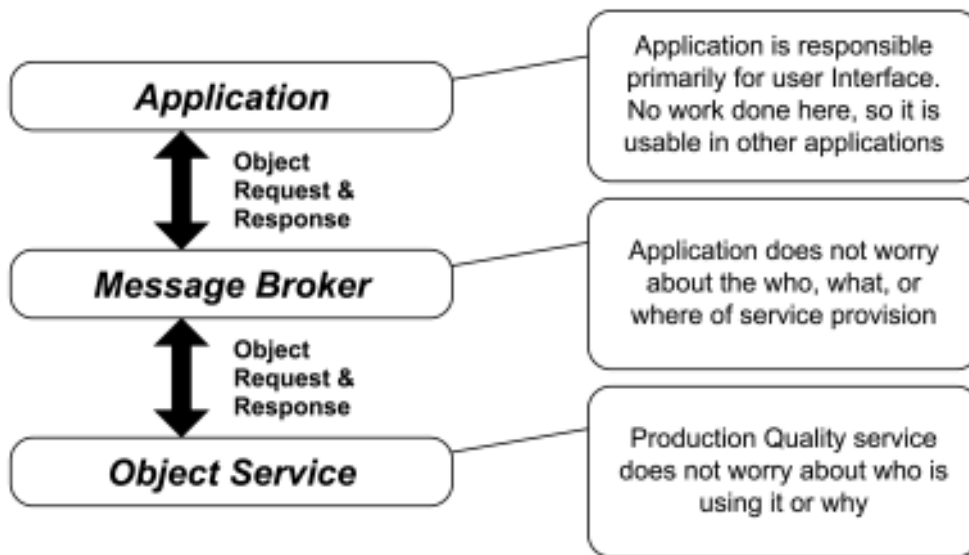 Application
Application is responsible
primarily for user Interface.
No work done here, so it is
usable in other applications
Object
Request &
Response
Message Broker
Application does not worry
about the who, what, or
where of service provision
Object
Request &
Response
Object Service
Production Quality service
does not worry about who is
using it or why